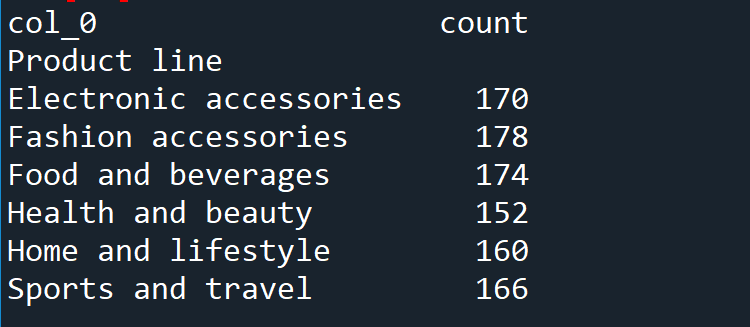 col_0 count
Product line
Electronic accessories 170
Fashion accessories 178
Food and beverages 174
Health and beauty 152
Home and lifestyle 160
Sports and travel 166